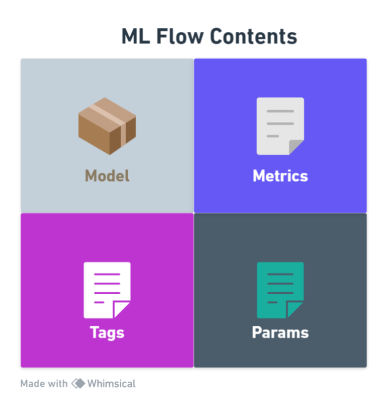 ML Flow Contents
Model
Metrics
Tags
Params
Made with Whimsical